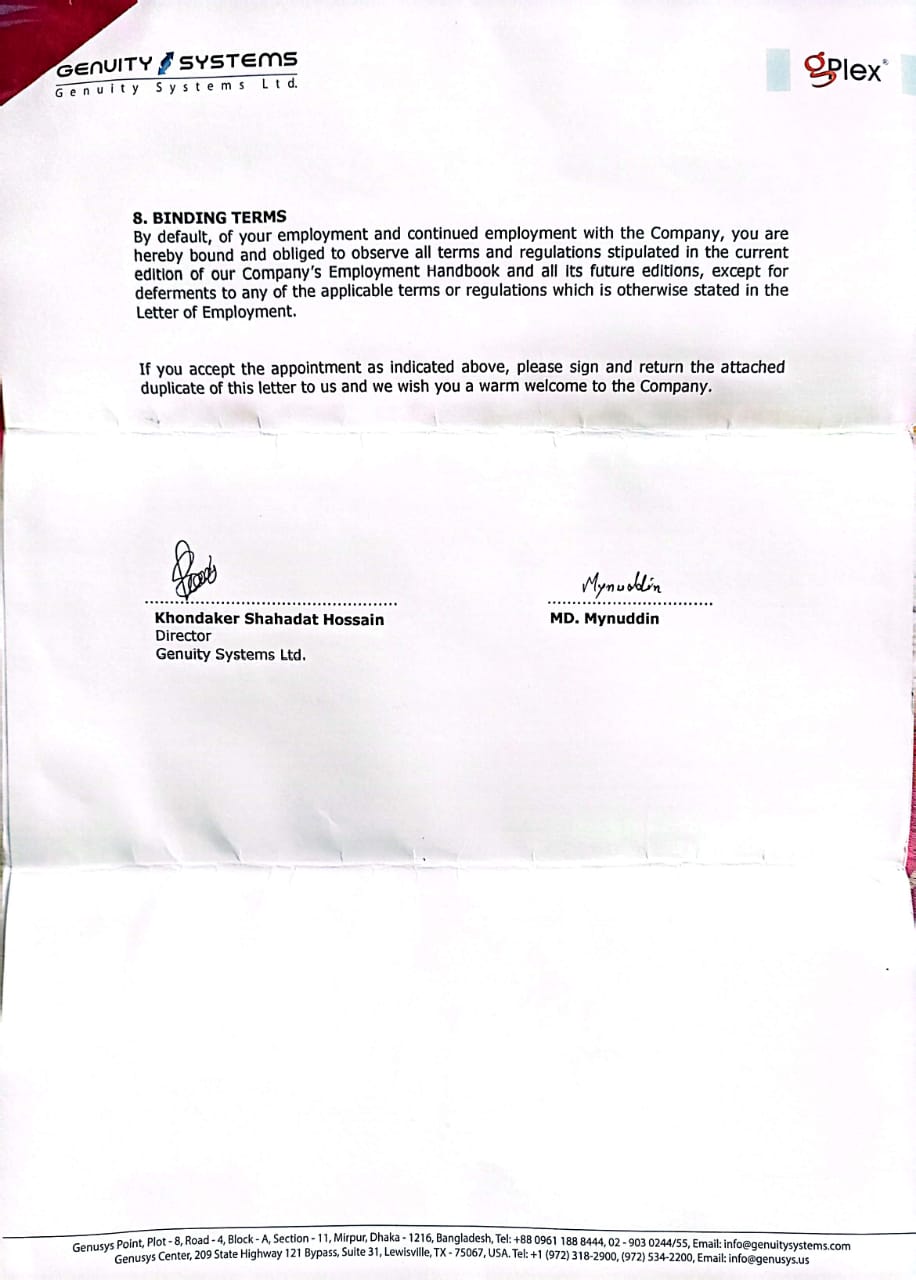 GENUITY SYSTEMS
Genuity Systems Ltd.
gPlex®
8. BINDING TERMS
By default, of your employment and continued employment with the Company, you are
hereby bound and obliged to observe all terms and regulations stipulated in the current
edition of our Company's Employment Handbook and all its future editions, except for
deferments to any of the applicable terms or regulations which is otherwise stated in the
Letter of Employment.
If you accept the appointment as indicated above, please sign and return the attached
duplicate of this letter to us and we wish you a warm welcome to the Company.
Mynuddin
Khondaker Shahadat Hossain
MD. Mynuddin
Director
Genuity Systems Ltd.
Genusys Point, Plot - 8, Road - 4, Block - A, Section - 11, Mirpur, Dhaka - 1216, Bangladesh, Tel: +88 0961 188 8444, 02 - 903 0244/55, Email: info@genuitysystems.com
Genusys Center, 209 State Highway 121 Bypass, Suite 31, Lewisville, TX - 75067, USA. Tel: +1 (972) 318-2900, (972) 534-2200, Email: info@genusys.us